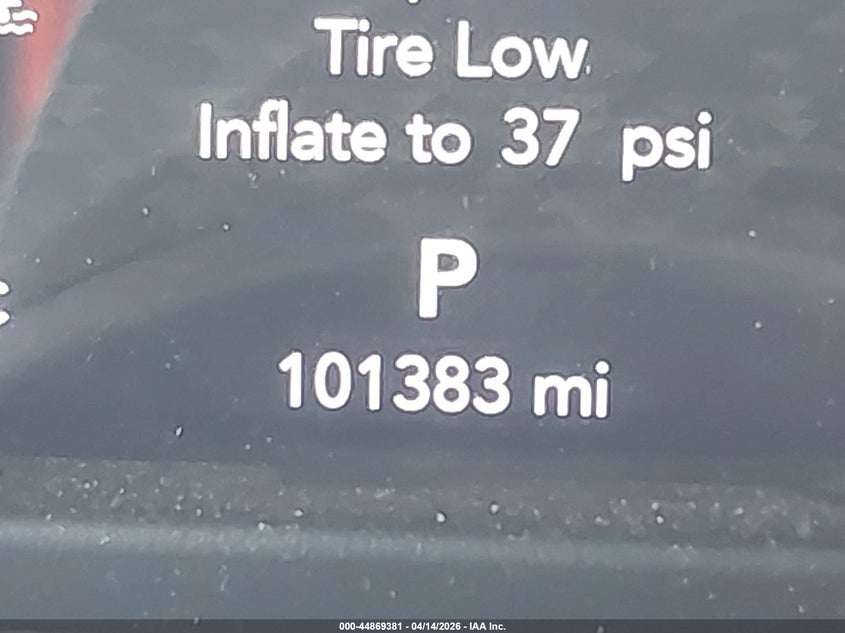 Tire Low
Inflate to 37 psi
P
101383 mi
000-44869381 - 04/14/2026 - IAA Inc.